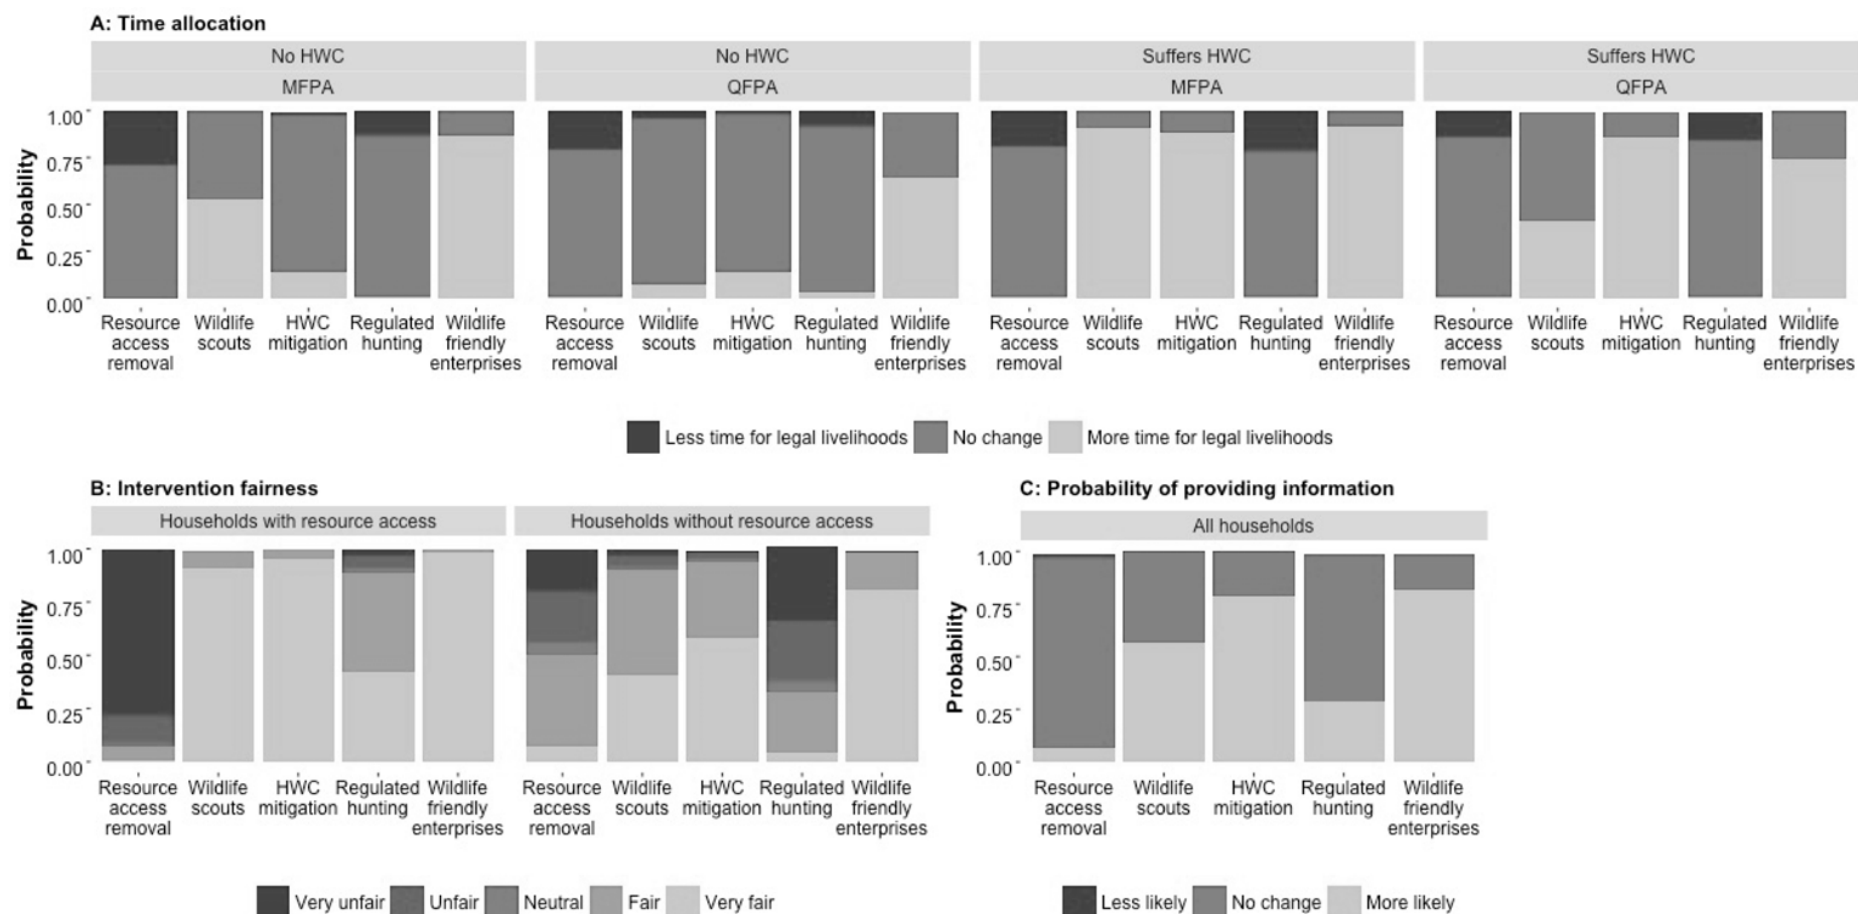 A: Time allocation
No HWC No HWC Suffers HWC Suffers HWC
MFPA QFPA MFPA QFPA
Probability
1.00
0.75
0.50
0.25
0.00
Resource Wildlife HWC Regulated Wildlife Resource Wildlife HWC Regulated Wildlife Resource Wildlife HWC Regulated Wildlife Resource Wildlife HWC Regulated Wildlife
access scouts mitigation hunting friendly access scouts mitigation hunting friendly access scouts mitigation hunting friendly access scouts mitigation hunting friendly
removal enterprises removal enterprises removal enterprises removal enterprises
Less time for legal livelihoods No change More time for legal livelihoods
B: Intervention fairness
Households with resource access Households without resource access
Probability
1.00
0.75
0.50
0.25
0.00
Resource Wildlife HWC Regulated Wildlife Resource Wildlife HWC Regulated Wildlife
access scouts mitigation hunting friendly access scouts mitigation hunting friendly
removal enterprises removal enterprises
Very unfair Unfair Neutral Fair Very fair
C: Probability of providing information
All households
Probability
1.00
0.75
0.50
0.25
0.00
Resource Wildlife HWC Regulated Wildlife
access scouts mitigation hunting friendly
removal enterprises
Less likely No change More likely